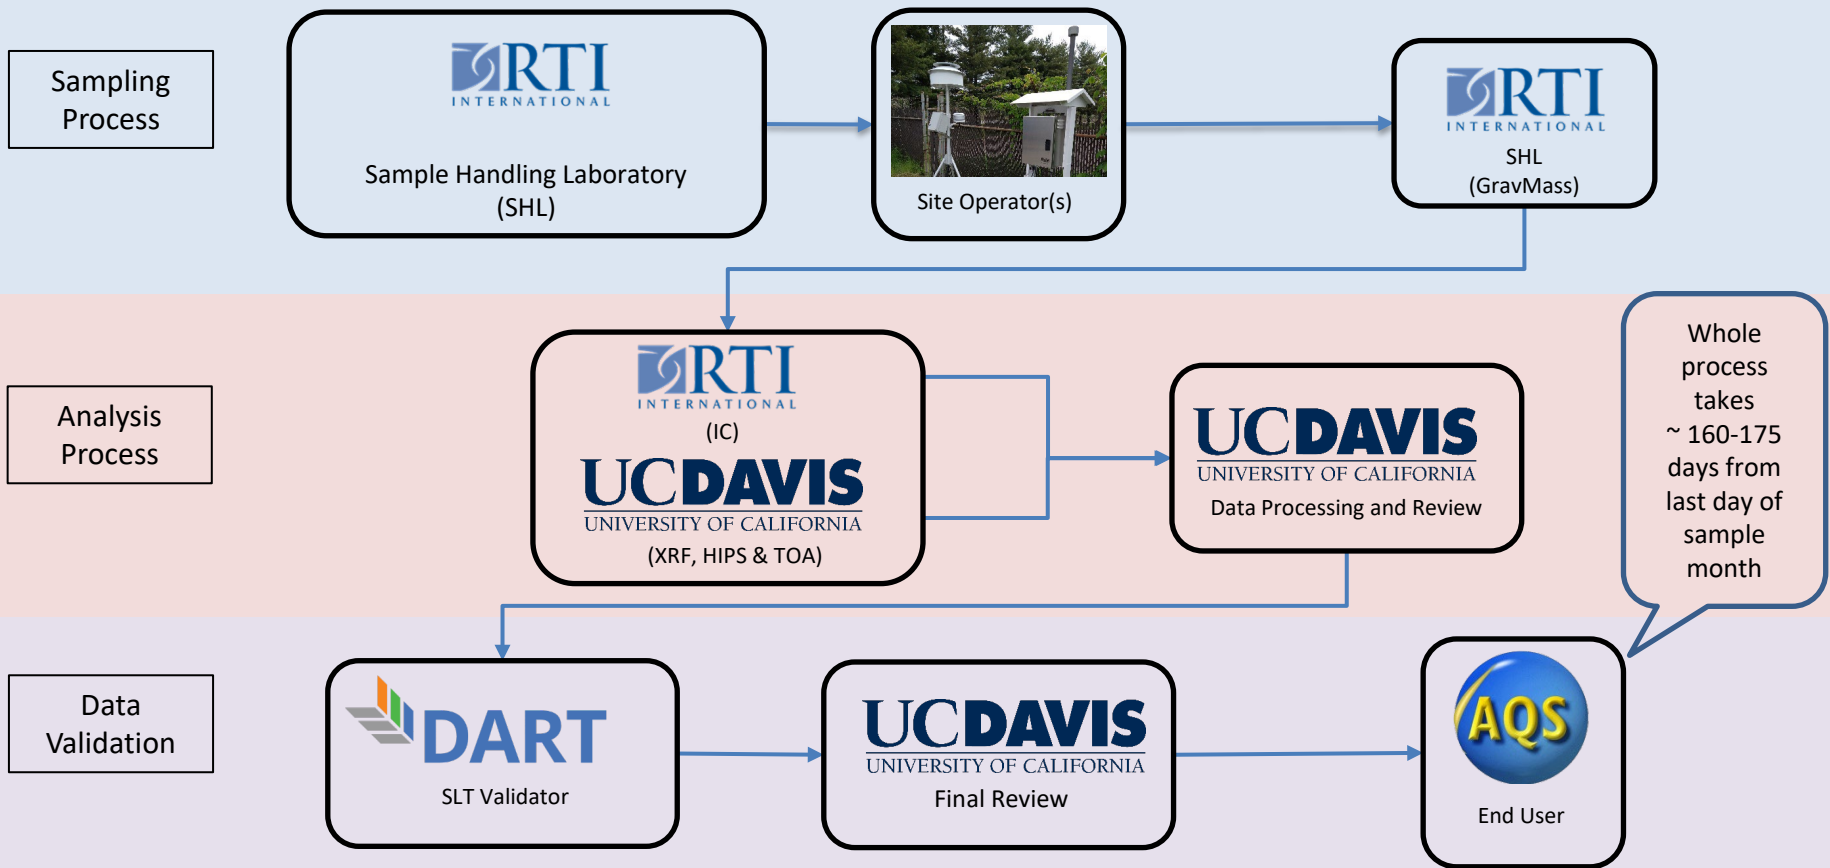 Sampling
Process
RTI
INTERNATIONAL
Sample Handling Laboratory
(SHL)
Site Operator(s)
RTI
INTERNATIONAL
SHL
(GravMass)
Analysis
Process
RTI
INTERNATIONAL
(IC)
UCDAVIS
UNIVERSITY OF CALIFORNIA
(XRF, HIPS & TOA)
UCDAVIS
UNIVERSITY OF CALIFORNIA
Data Processing and Review
Whole
process
takes
~ 160-175
days from
last day of
sample
month
Data
Validation
DART
SLT Validator
UCDAVIS
UNIVERSITY OF CALIFORNIA
Final Review
AQS
End User